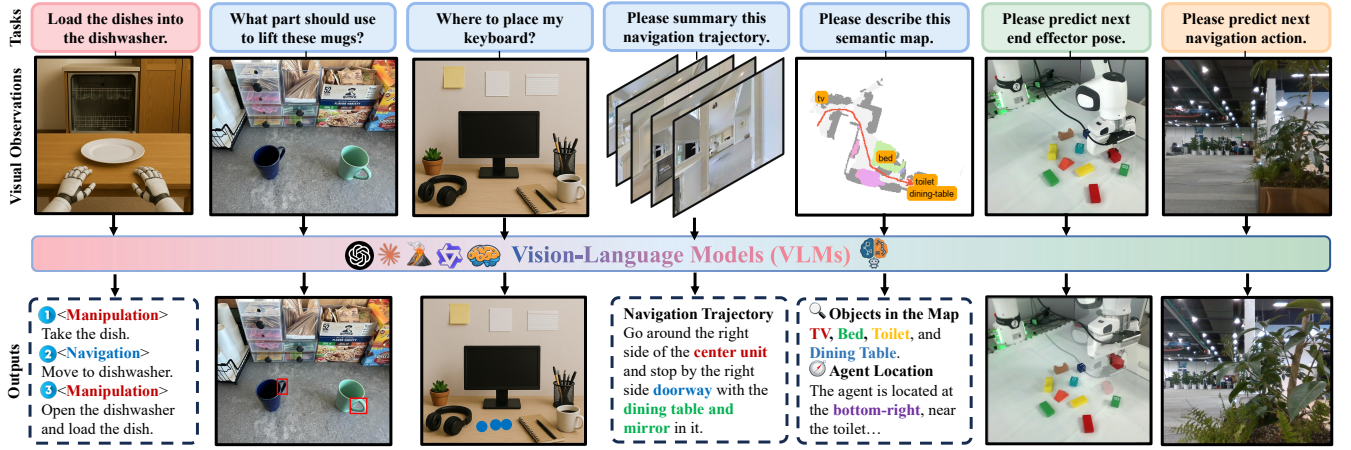 Tasks
Load the dishes into
the dishwasher.
What part should use
to lift these mugs?
Where to place my
keyboard?
Please summary this
navigation trajectory.
Please describe this
semantic map.
Please predict next
end effector pose.
Please predict next
navigation action.
Visual Observations
52
tv
bed
toilet
dining-table
Vision-Language Models (VLMs)
Outputs
1 <Manipulation>
Take the dish.
2 <Navigation>
Move to dishwasher.
3 <Manipulation>
Open the dishwasher
and load the dish.
52
Navigation Trajectory
Go around the right
side of the center unit
and stop by the right
side doorway with the
dining table and
mirror in it.
Objects in the Map
TV, Bed, Toilet, and
Dining Table.
Agent Location
The agent is located at
the bottom-right, near
the toilet…